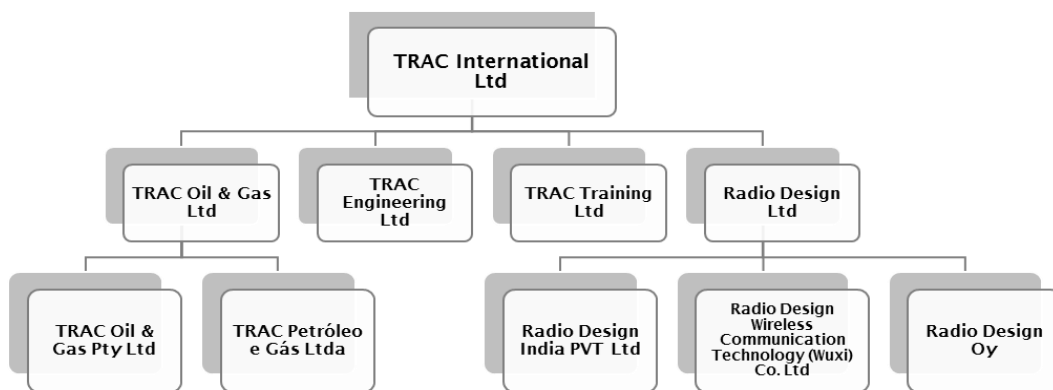 TRAC International
Ltd
TRAC Oil & Gas
Ltd
TRAC
Engineering
Ltd
TRAC Training
Ltd
Radio Design
Ltd
TRAC Oil &
Gas Pty Ltd
TRAC Petróleo
e Gás Ltda
Radio Design
India PVT Ltd
Radio Design
Wireless
Communication
Technology (Wuxi)
Co. Ltd
Radio Design
Oy